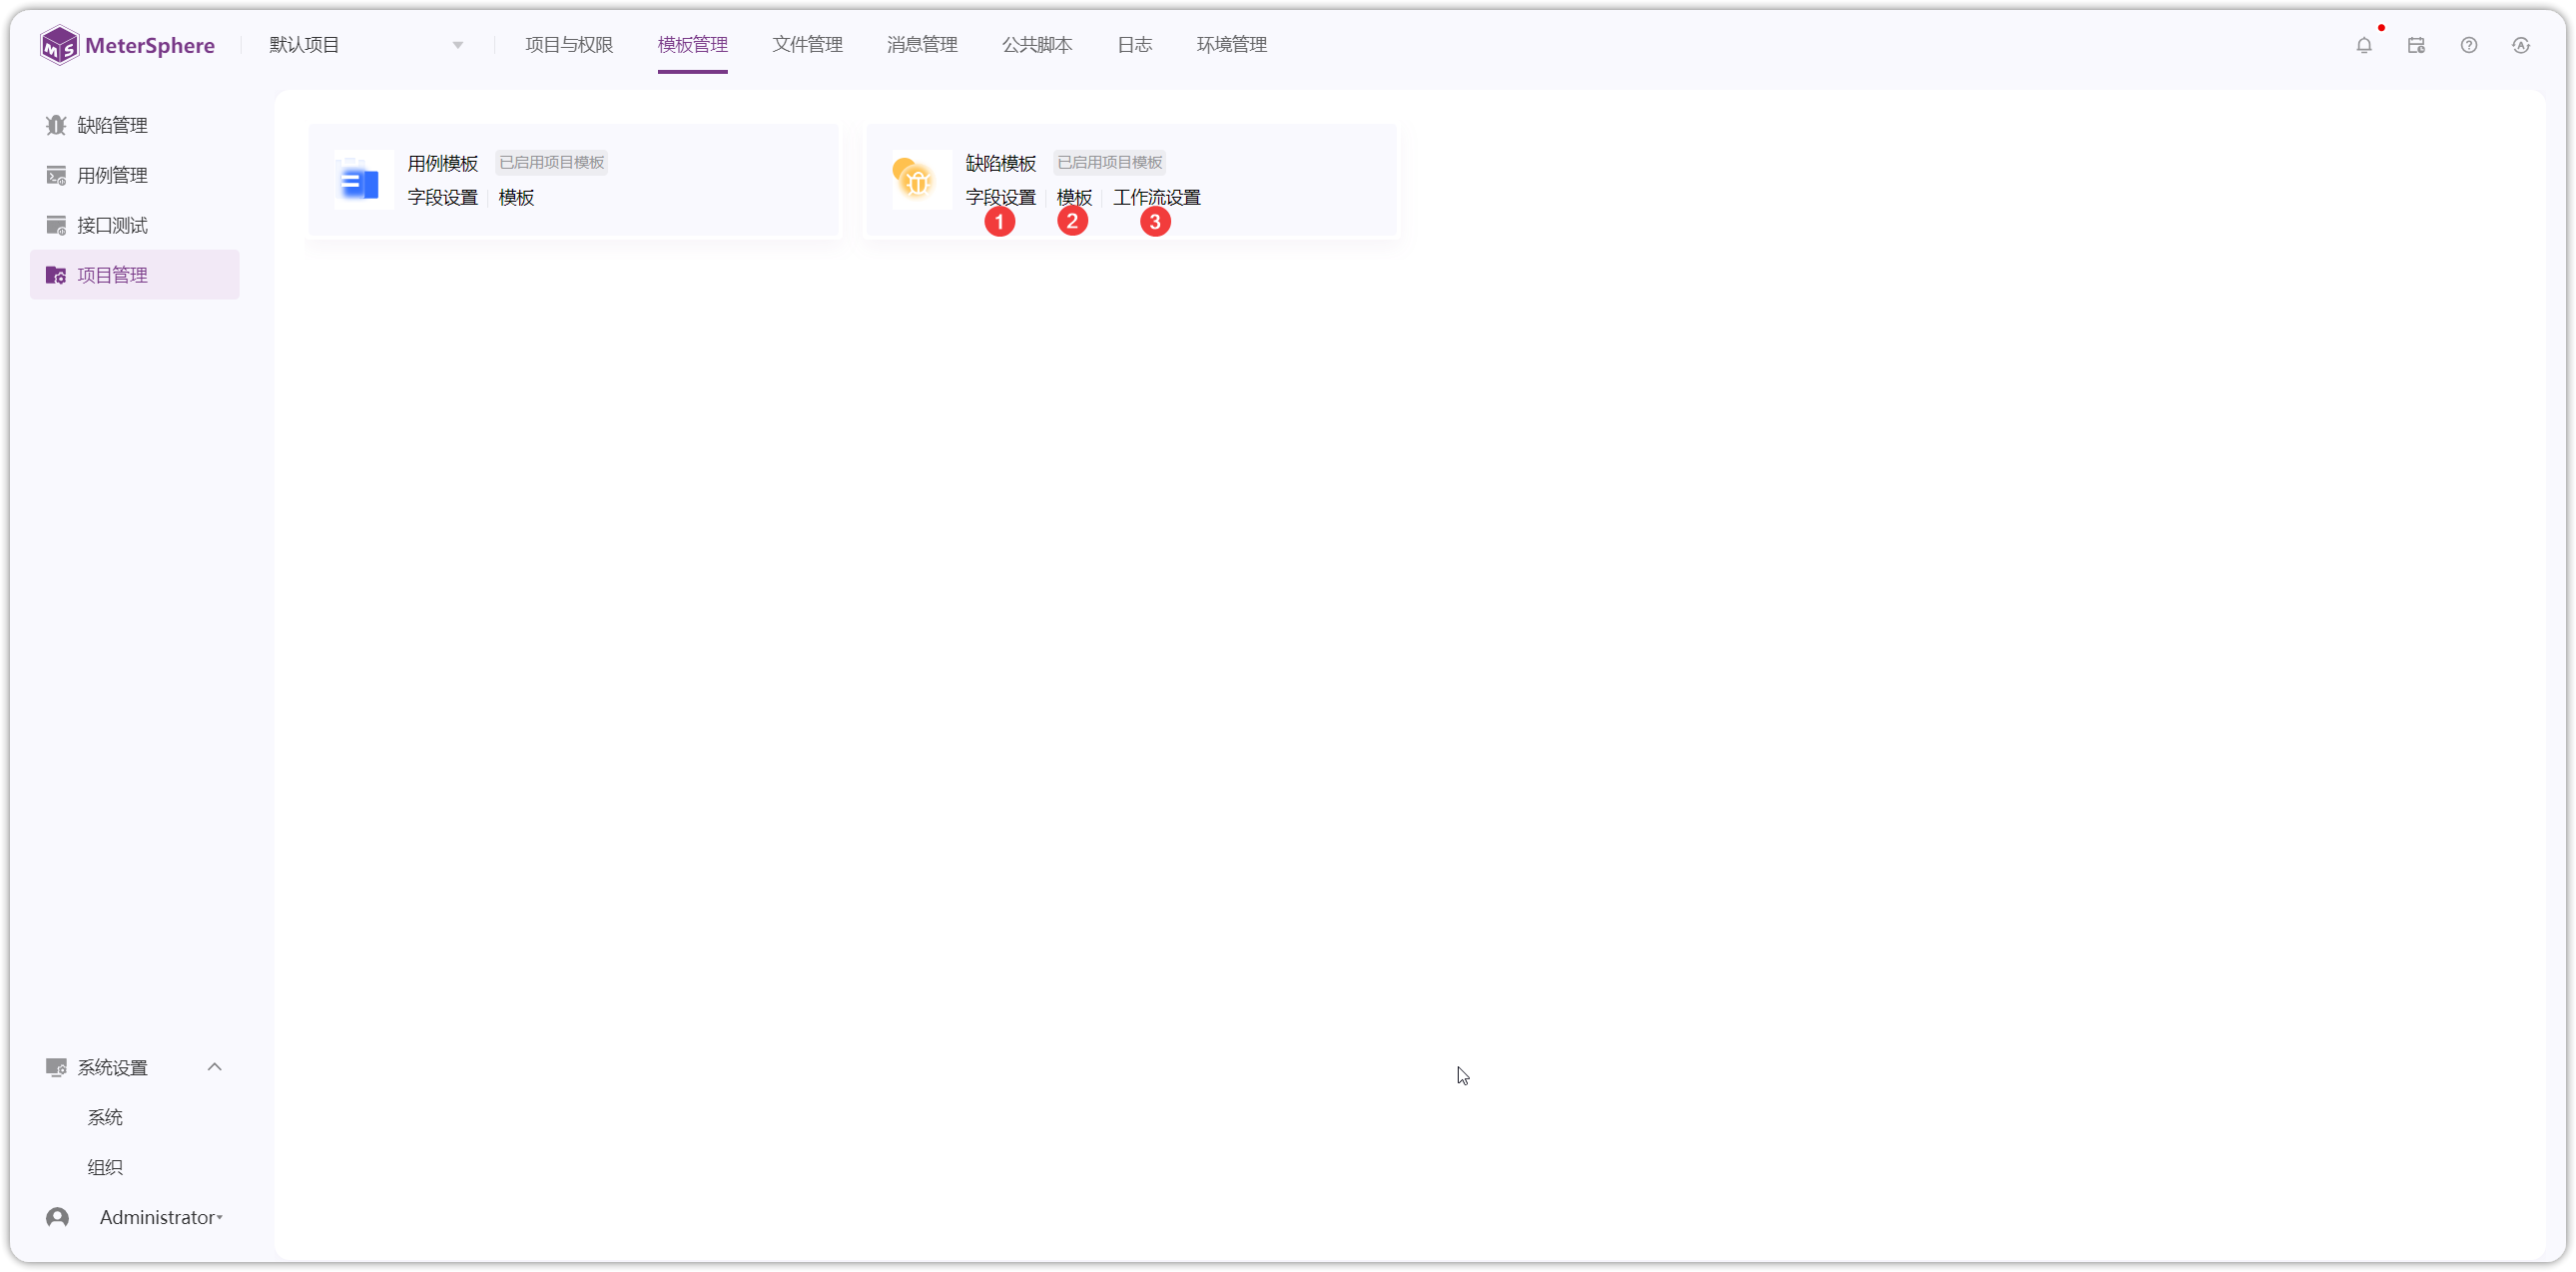 MeterSphere 默认项目 项目与权限 模板管理 文件管理 消息管理 公共脚本 日志 环境管理
缺陷管理
用例管理
接口测试
项目管理
用例模板 已启用项目模板
字段设置 模板
缺陷模板 已启用项目模板
字段设置 模板 工作流设置
1 2 3
系统设置
系统
组织
Administrator